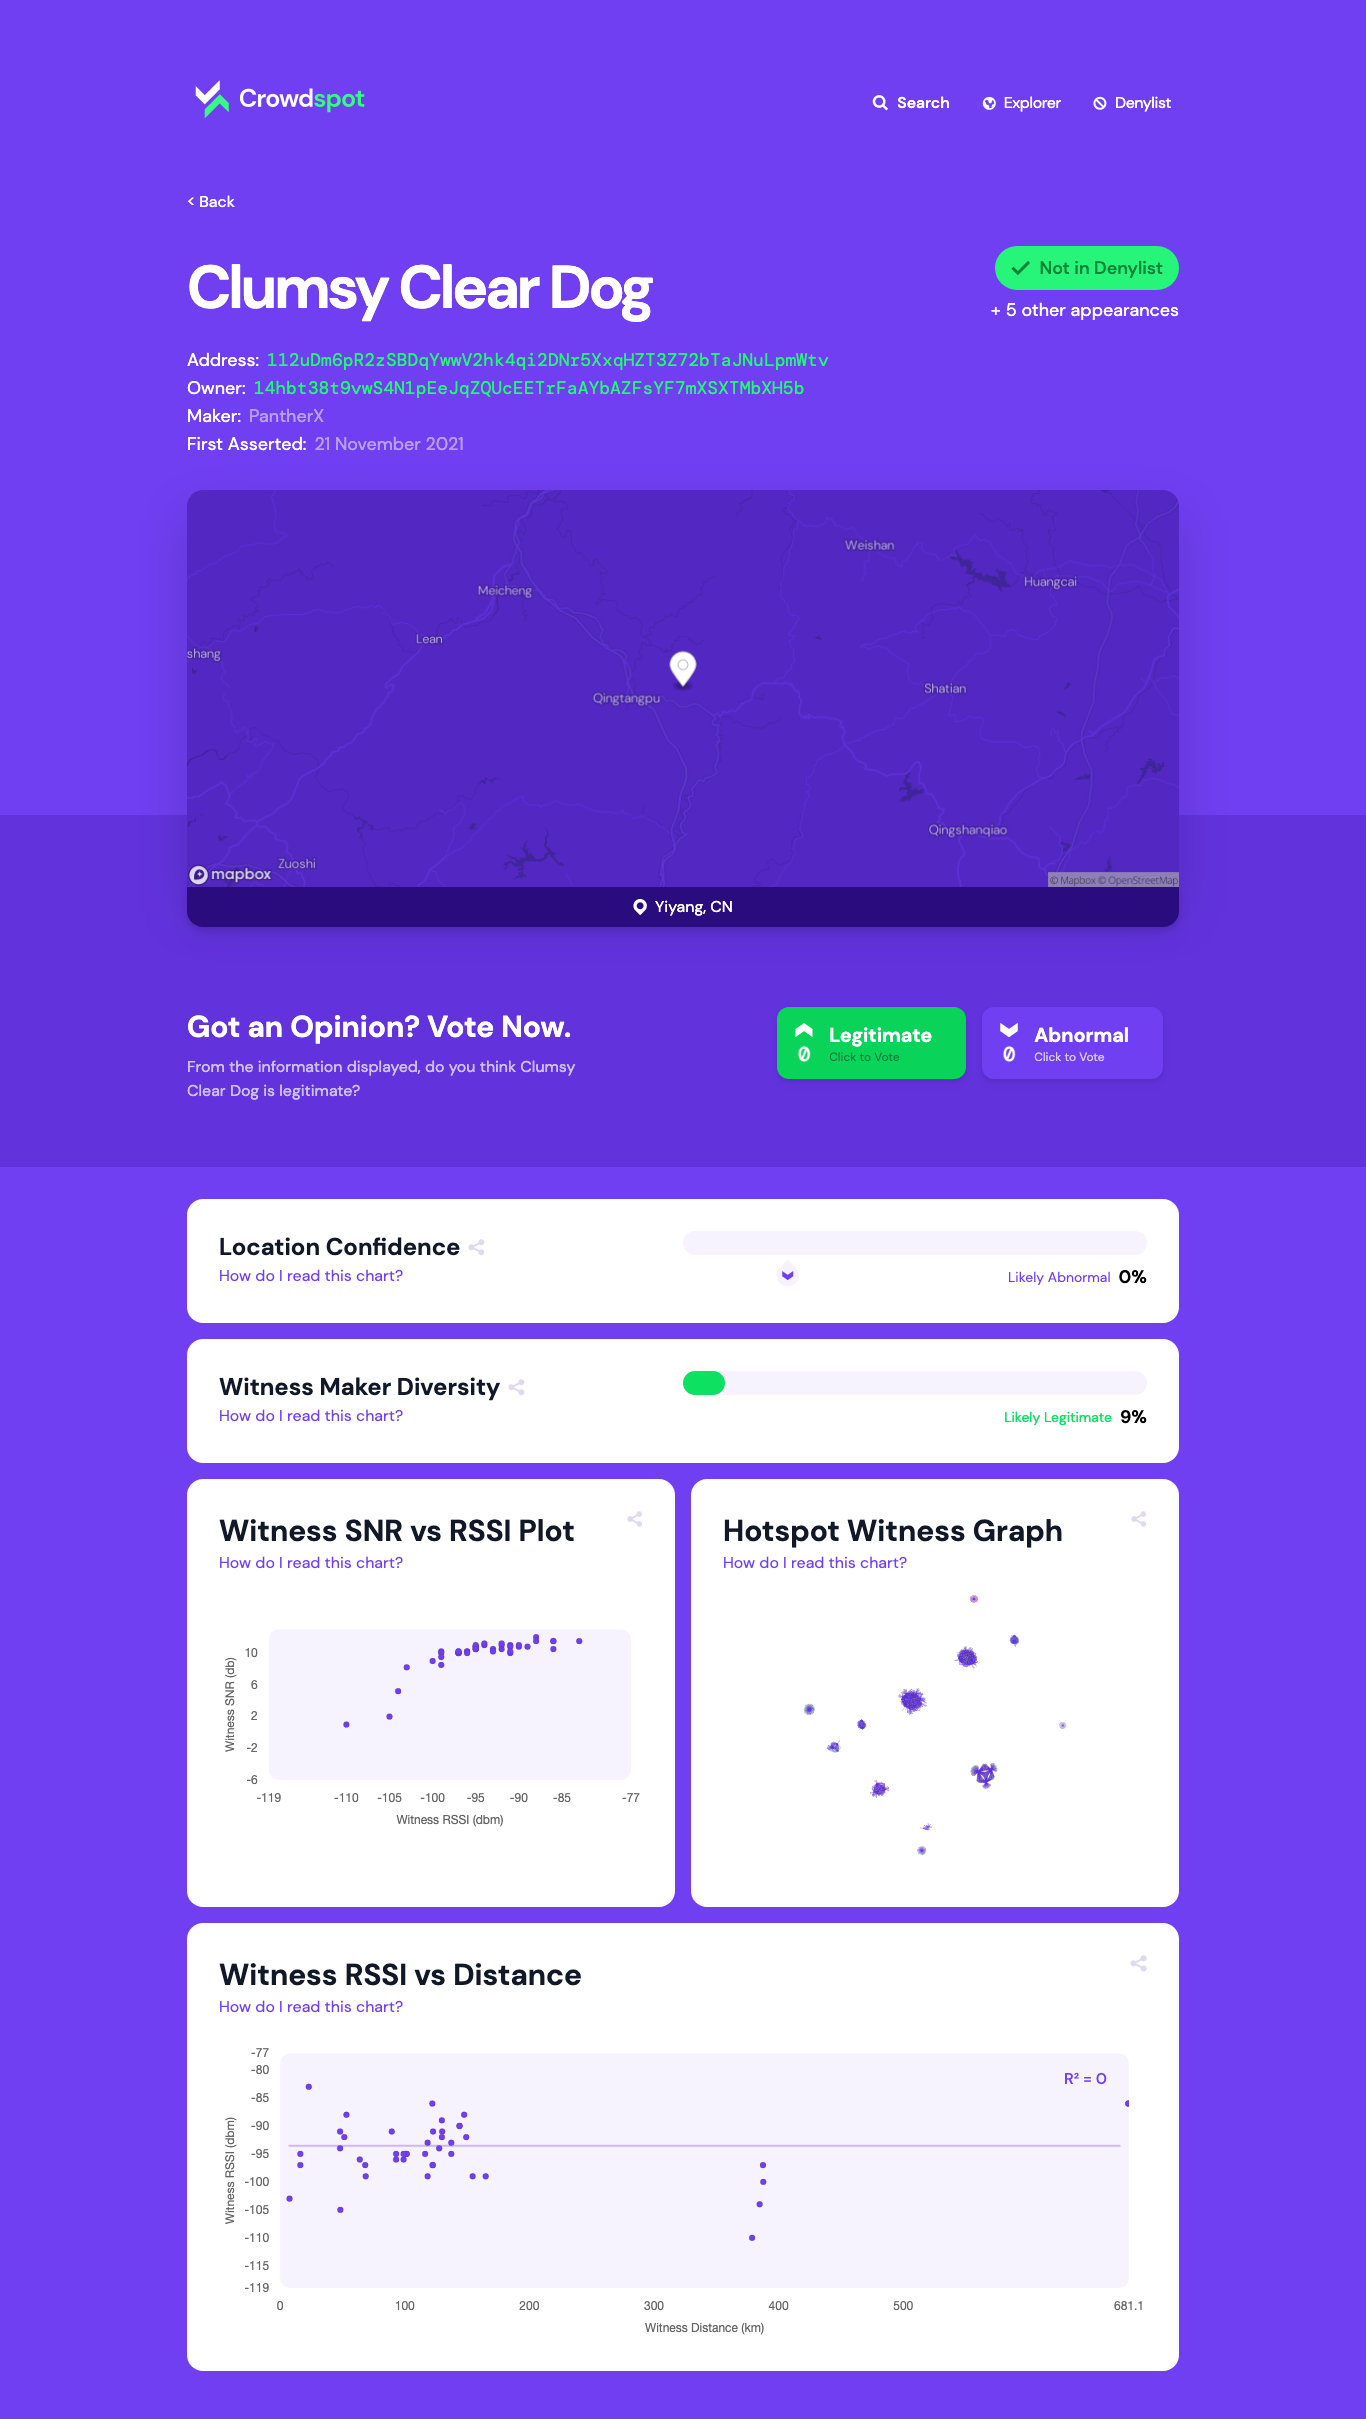 Crowdspot
Search Explorer Denylist
< Back
Clumsy Clear Dog
Not in Denylist
+ 5 other appearances
Address: 112uDm6pR2zSBDqYwwV2hk4qi2DNr5XxqHZT3Z72bTaJNuLpmWtv
Owner: 14hbt38t9vwS4N1pEeJqZQUcEETrFaAYbAZFsYF7mXSXTMbXH5b
Maker: PantherX
First Asserted: 21 November 2021
Weishan
Huangcai
Meicheng
Lean
shang
Qingtangpu
Shatian
Qingshanqiao
Zuoshi
mapbox
© Mapbox © OpenStreetMap
Yiyang, CN
Got an Opinion? Vote Now.
From the information displayed, do you think Clumsy
Clear Dog is legitimate?
Legitimate
0 Click to Vote
Abnormal
0 Click to Vote
Location Confidence
How do I read this chart?
Likely Abnormal 0%
Witness Maker Diversity
How do I read this chart?
Likely Legitimate 9%
Witness SNR vs RSSI Plot
How do I read this chart?
Witness SNR (db)
10
6
2
-2
-6
-119 -110 -105 -100 -95 -90 -85 -77
Witness RSSI (dbm)
Hotspot Witness Graph
How do I read this chart?
Witness RSSI vs Distance
How do I read this chart?
R² = 0
Witness RSSI (dbm)
-77
-80
-85
-90
-95
-100
-105
-110
-115
-119
0 100 200 300 400 500 681.1
Witness Distance (km)